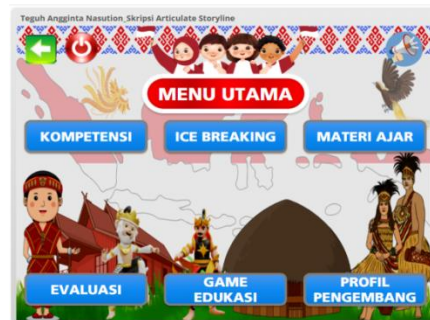 Teguh Angginta Nasution_Skripsi Articulate Storyline
MENU UTAMA
KOMPETENSI
ICE BREAKING
MATERI AJAR
EVALUASI
GAME
EDUKASI
PROFIL
PENGEMBANG